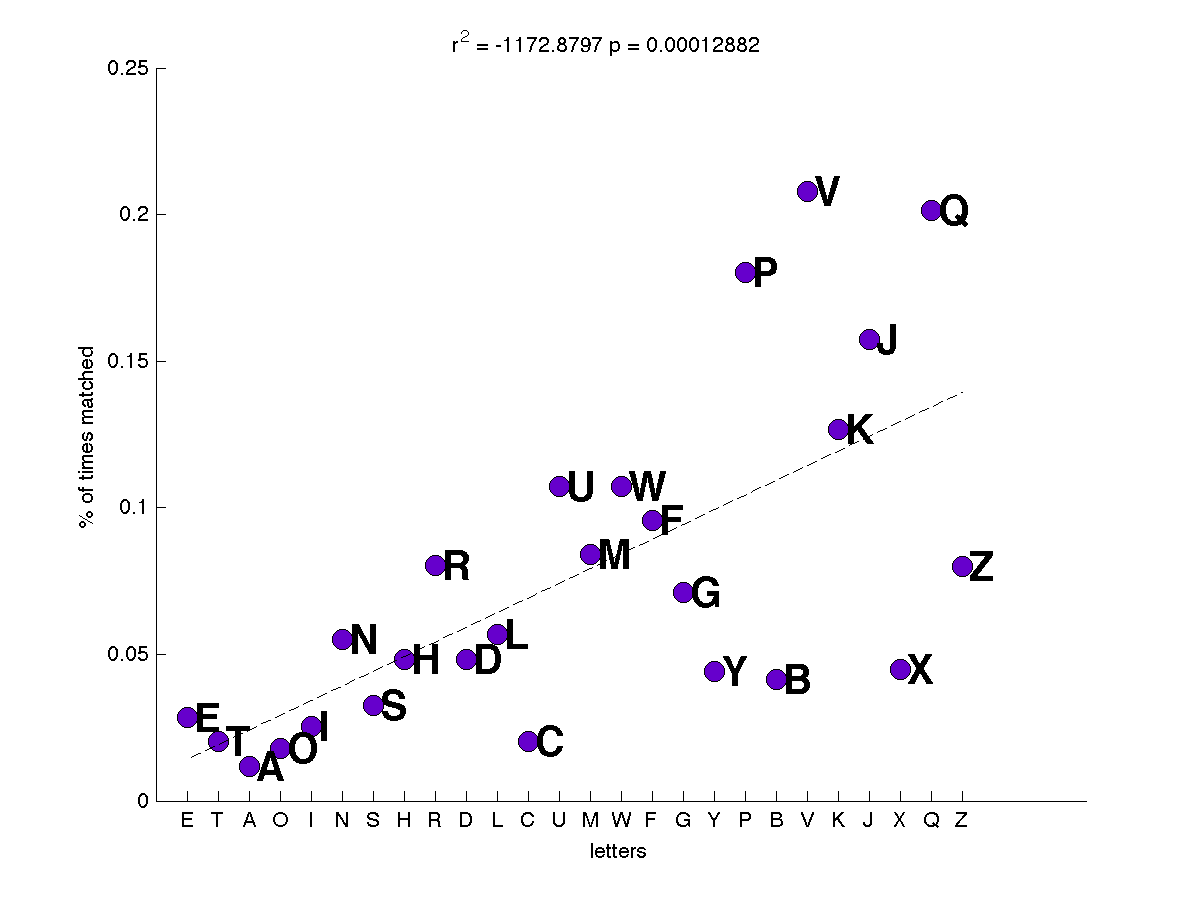 r2 = -1172.8797 p = 0.00012882
0.25
0.2
0.15
0.1
0.05
0
% of times matched
V
Q
P
J
K
U W
F
M
R
G
Z
N
L
H D
Y
B
X
S
E
I
T
O
A
C
E T A O I N S H R D L C U M W F G Y P B V K J X Q Z
letters